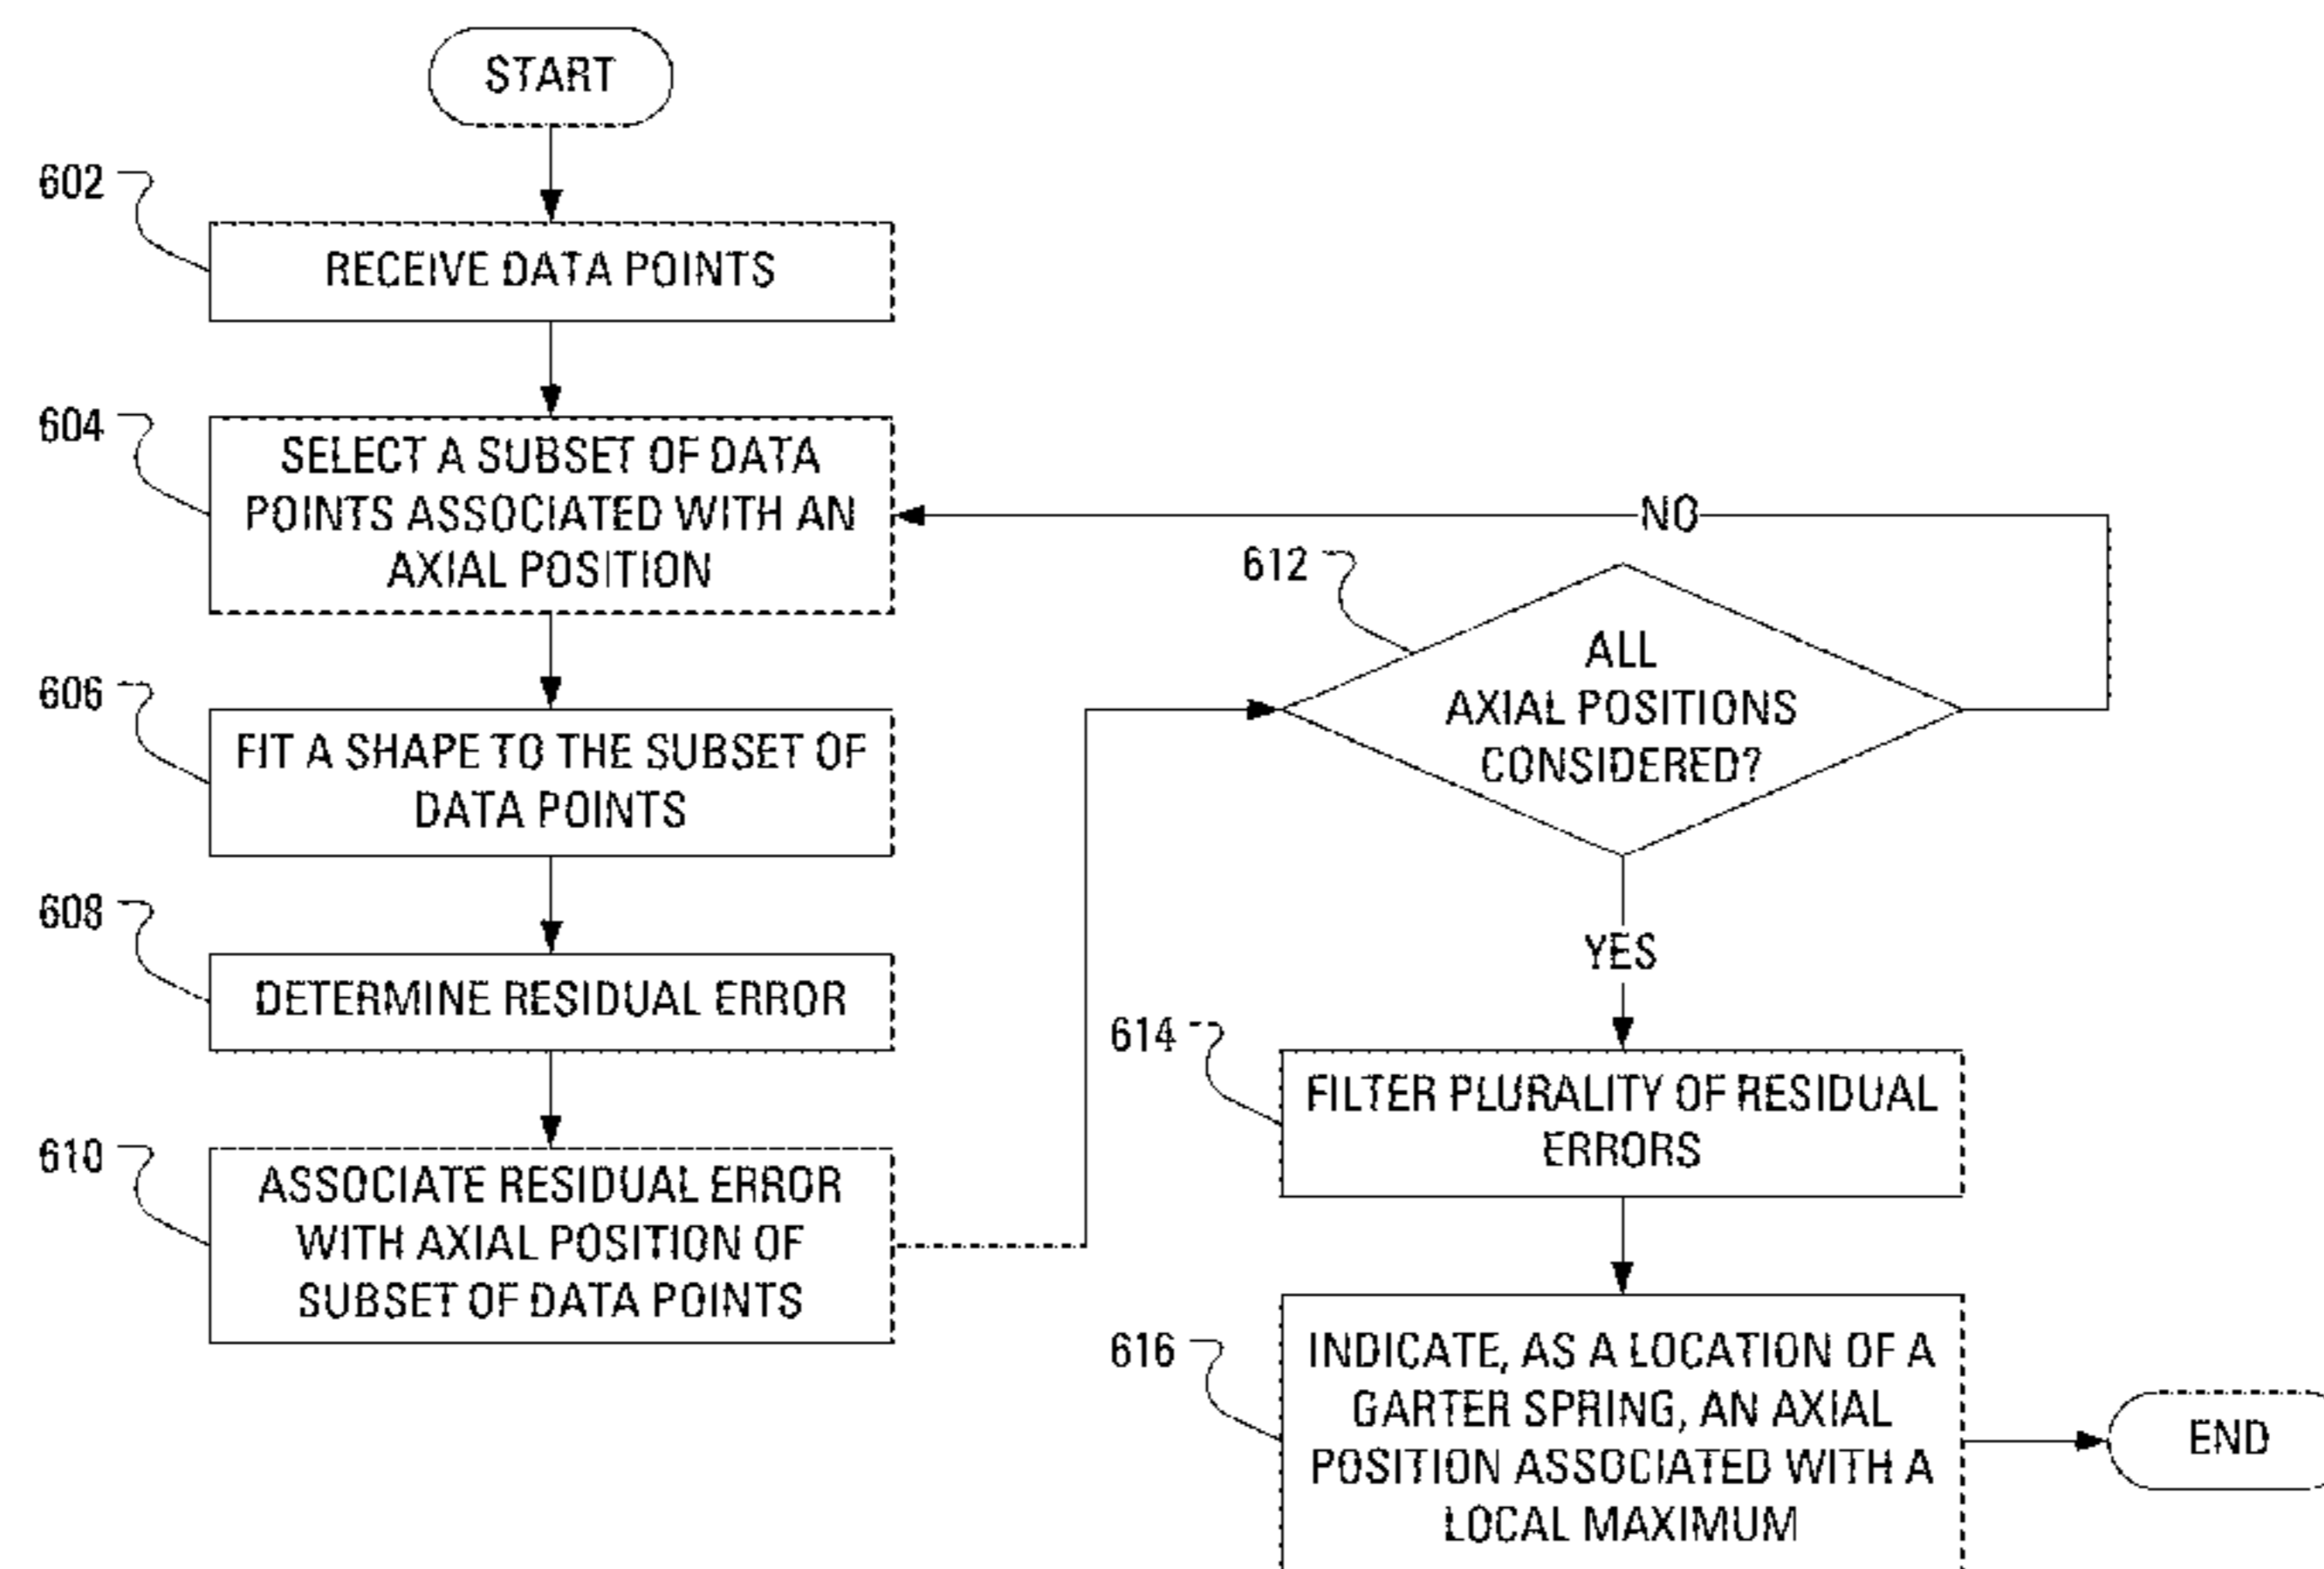 START
602
RECEIVE DATA POINTS
604
SELECT A SUBSET OF DATA
POINTS ASSOCIATED WITH AN
AXIAL POSITION
606
FIT A SHAPE TO THE SUBSET OF
DATA POINTS
608
DETERMINE RESIDUAL ERROR
610
ASSOCIATE RESIDUAL ERROR
WITH AXIAL POSITION OF
SUBSET OF DATA POINTS
NO
612
ALL
AXIAL POSITIONS
CONSIDERED?
YES
614
FILTER PLURALITY OF RESIDUAL
ERRORS
616
INDICATE, AS A LOCATION OF A
GARTER SPRING, AN AXIAL
POSITION ASSOCIATED WITH A
LOCAL MAXIMUM
END